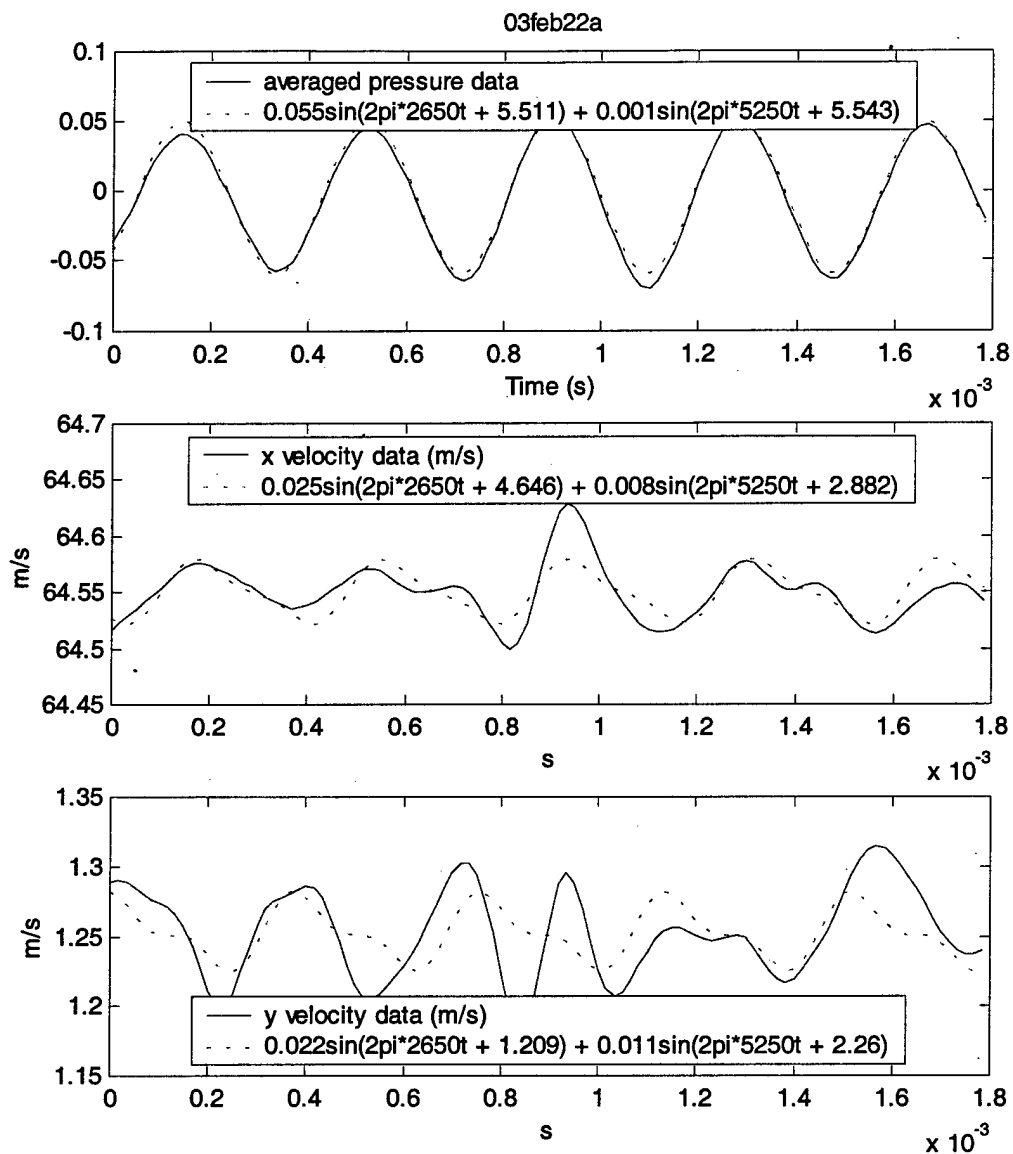 03feb22a
0.1
0.05
0
-0.05
-0.1
averaged pressure data
0.055sin(2pi*2650t + 5.511) + 0.001sin(2pi*5250t + 5.543)
0 0.2 0.4 0.6 0.8 1 1.2 1.4 1.6 1.8
Time (s)
x 10-3
64.7
64.65
64.6
64.55
64.5
64.45
m/s
x velocity data (m/s)
0.025sin(2pi*2650t + 4.646) + 0.008sin(2pi*5250t + 2.882)
0 0.2 0.4 0.6 0.8 1 1.2 1.4 1.6 1.8
s
x 10-3
1.35
1.3
1.25
1.2
1.15
m/s
y velocity data (m/s)
0.022sin(2pi*2650t + 1.209) + 0.011sin(2pi*5250t + 2.26)
0 0.2 0.4 0.6 0.8 1 1.2 1.4 1.6 1.8
s
x 10-3